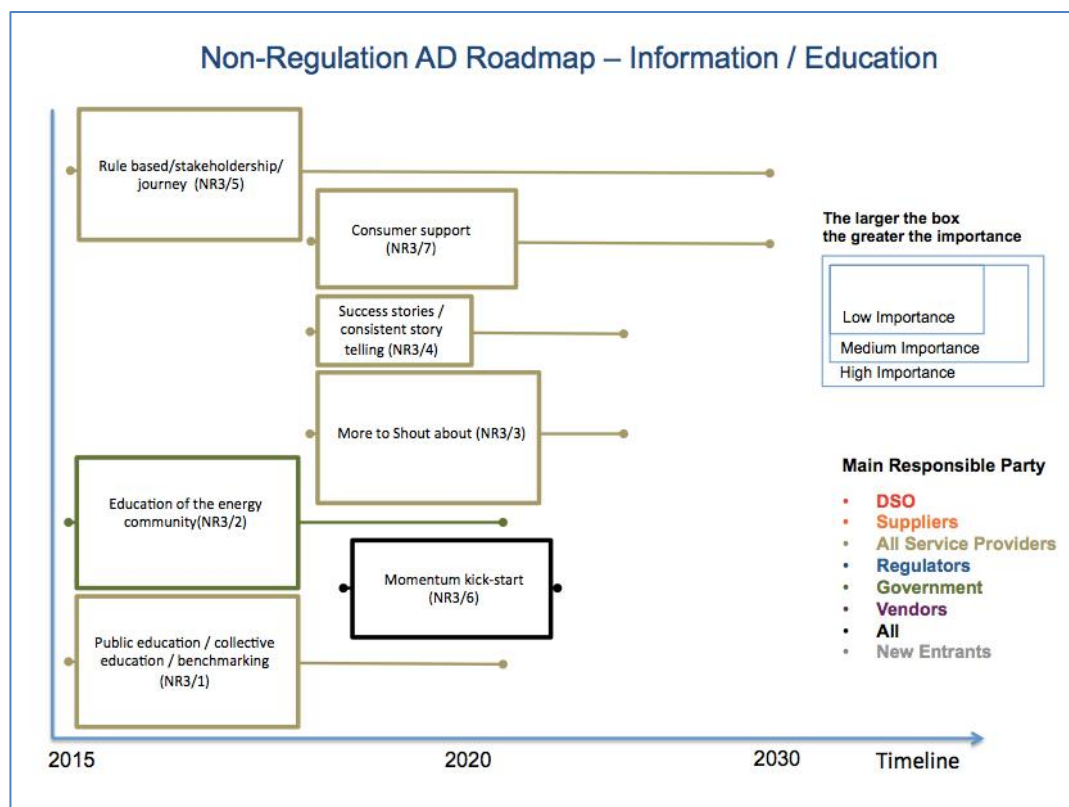 Non-Regulation AD Roadmap – Information / Education
Rule based/stakeholdership/
journey (NR3/5)
Consumer support
(NR3/7)
Success stories /
consistent story
telling (NR3/4)
More to Shout about (NR3/3)
Education of the energy
community(NR3/2)
Momentum kick-start
(NR3/6)
Public education / collective
education / benchmarking
(NR3/1)
The larger the box
the greater the importance
Low Importance
Medium Importance
High Importance
Main Responsible Party
• DSO
• Suppliers
• All Service Providers
• Regulators
• Government
• Vendors
• All
• New Entrants
2015
2020
2030
Timeline